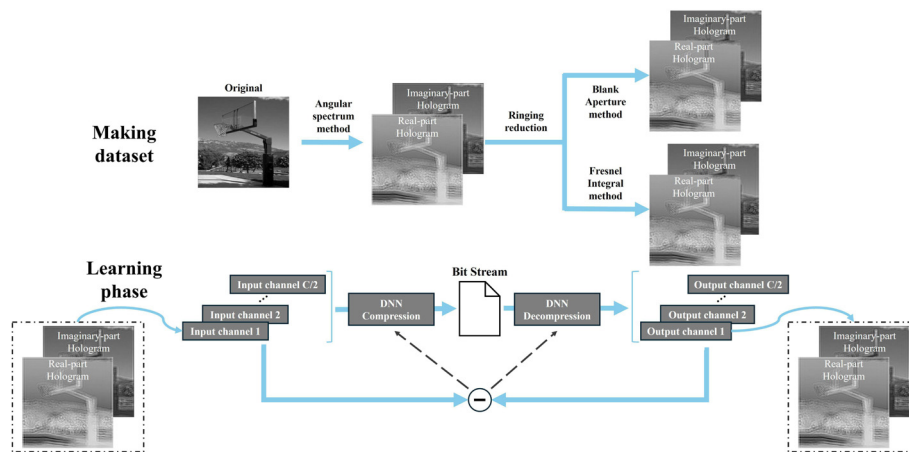 Making
dataset
Original
Angular
spectrum
method
Imaginary-part
Hologram
Real-part
Hologram
Ringing
reduction
Blank
Aperture
method
Imaginary-part
Hologram
Real-part
Hologram
Fresnel
Integral
method
Imaginary-part
Hologram
Real-part
Hologram
Learning
phase
Imaginary-part
Hologram
Real-part
Hologram
Input channel C/2
Input channel 2
Input channel 1
DNN
Compression
Bit Stream
DNN
Decompression
Output channel C/2
Output channel 2
Output channel 1
Imaginary-part
Hologram
Real-part
Hologram